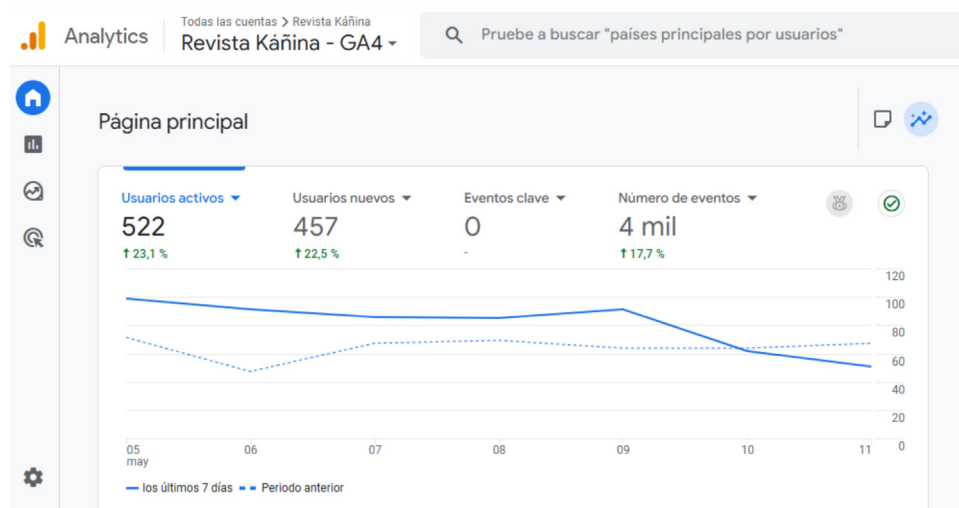 Analytics
Todas las cuentas > Revista Káñina
Revista Káñina - GA4
Pruebe a buscar "países principales por usuarios"
Página principal
Usuarios activos
522
↑ 23,1 %
Usuarios nuevos
457
↑ 22,5 %
Eventos clave
0
-
Número de eventos
4 mil
↑ 17,7 %
120
100
80
60
40
20
0
05
may
06
07
08
09
10
11
los últimos 7 días
Periodo anterior